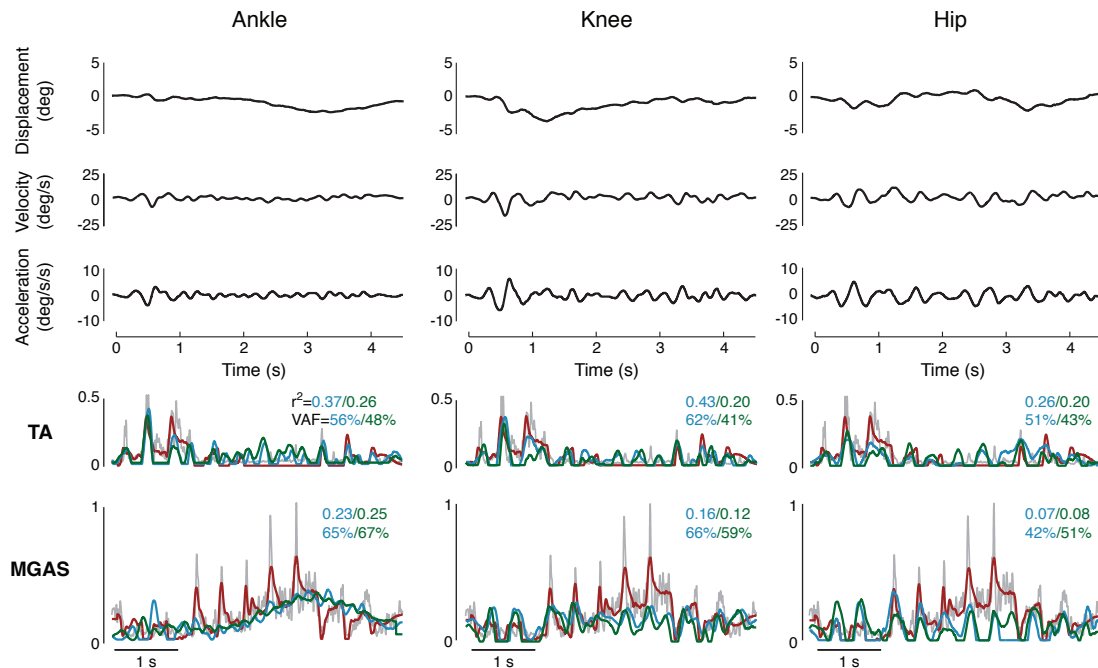 Ankle Knee Hip
Displacement
(deg)
5 5 5
0 0 0
-5 -5 -5
Velocity
(deg/s)
25 25 25
0 0 0
-25 -25 -25
Acceleration
(deg/s/s)
10 10 10
0 0 0
-10 -10 -10
0 1 2 3 4 0 1 2 3 4 0 1 2 3 4
Time (s) Time (s) Time (s)
TA
0.5 0.5 0.5
r²=0.37/0.26 0.43/0.20 0.26/0.20
VAF=56%/48% 62%/41% 51%/43%
0 0 0
MGAS
1 1 1
0.23/0.25 0.16/0.12 0.07/0.08
65%/67% 66%/59% 42%/51%
0 0 0
1 s 1 s 1 s